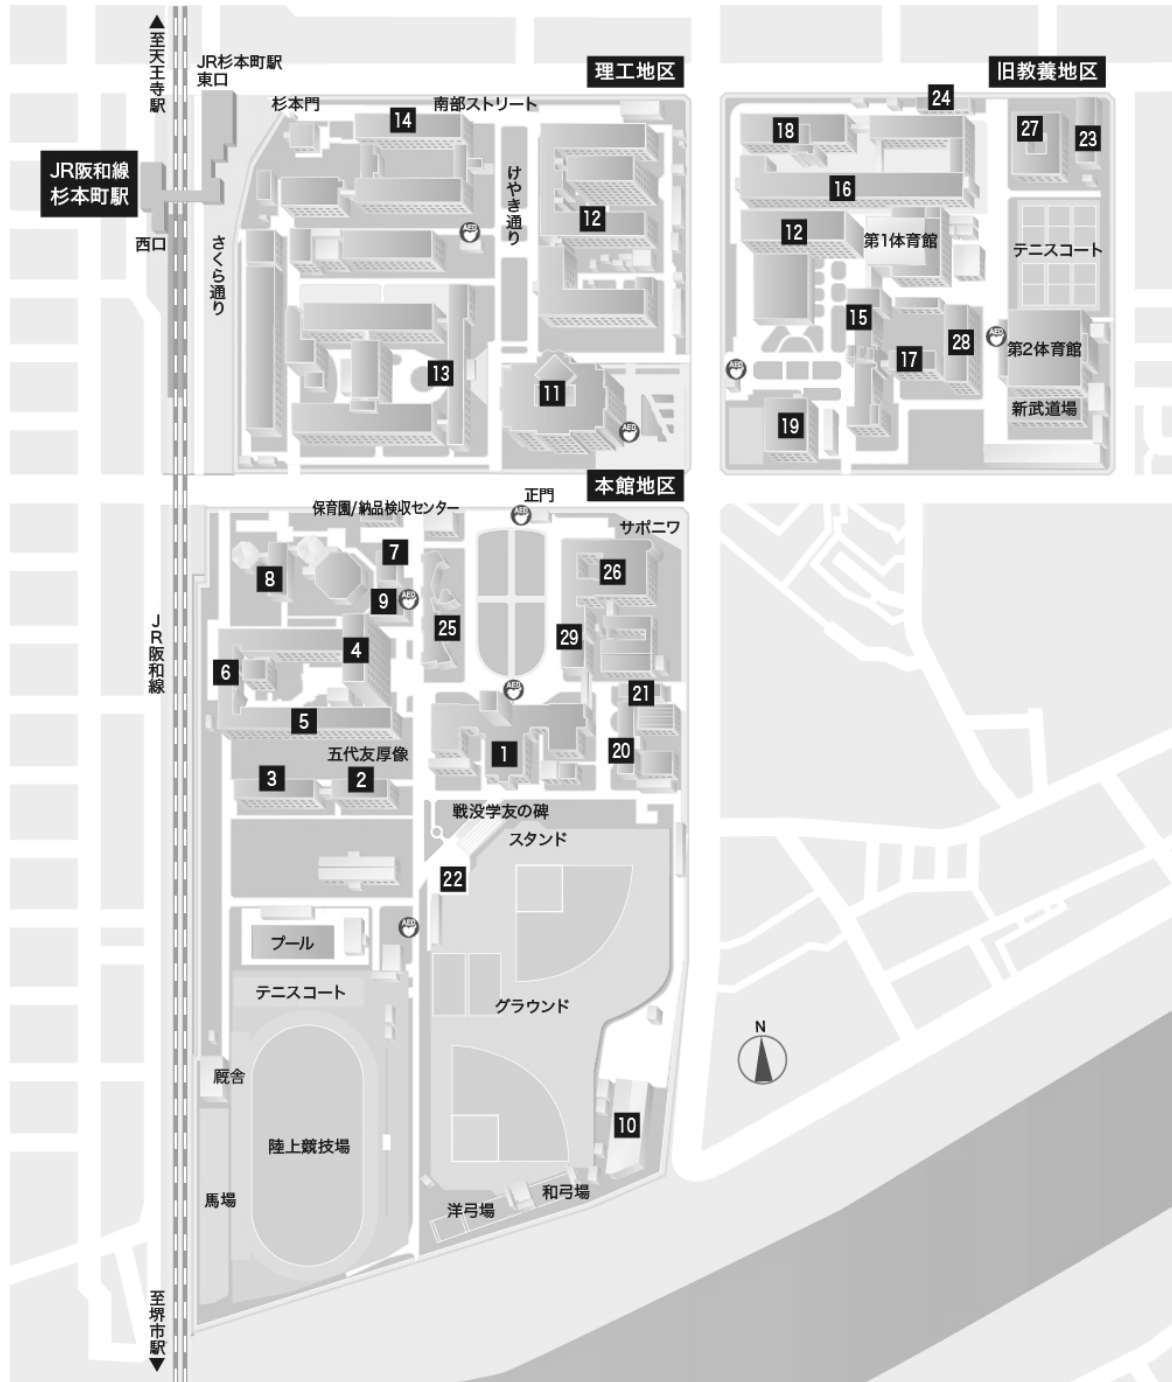 ▲至天王寺駅
JR杉本町駅
東口
理工地区
旧教養地区
杉本門
南部ストリート
14
24
18
27
23
JR阪和線
杉本町駅
けやき通り
16
12
AED
12
第1体育館
西口
さくら通り
テニスコート
15
AED
第2体育館
28
17
13
AED
11
新武道場
19
AED
本館地区
正門
保育園/納品検収センター
AED
サポニワ
7
8
26
9
AED
25
29
JR阪和線
4
6
AED
21
5
1
20
五代友厚像
3
2
戦没学友の碑
スタンド
22
AED
プール
テニスコート
グラウンド
N
厩舎
10
陸上競技場
馬場
和弓場
洋弓場
至堺市駅▼